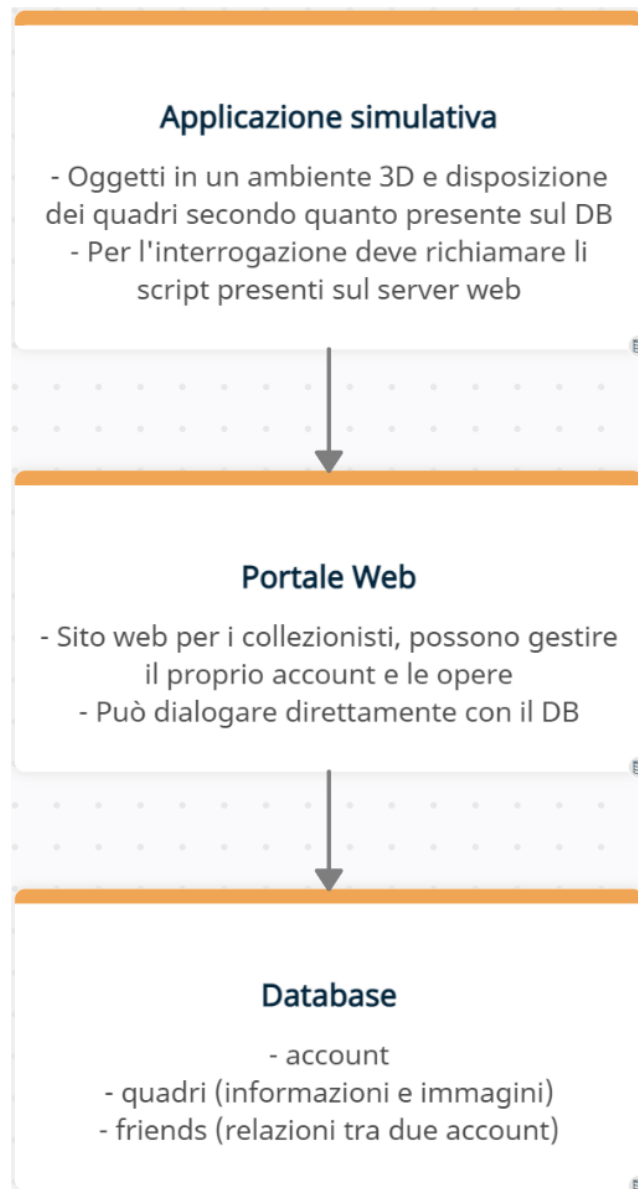 Applicazione simulativa
- Oggetti in un ambiente 3D e disposizione
dei quadri secondo quanto presente sul DB
- Per l'interrogazione deve richiamare li
script presenti sul server web
Portale Web
- Sito web per i collezionisti, possono gestire
il proprio account e le opere
- Può dialogare direttamente con il DB
Database
- account
- quadri (informazioni e immagini)
- friends (relazioni tra due account)